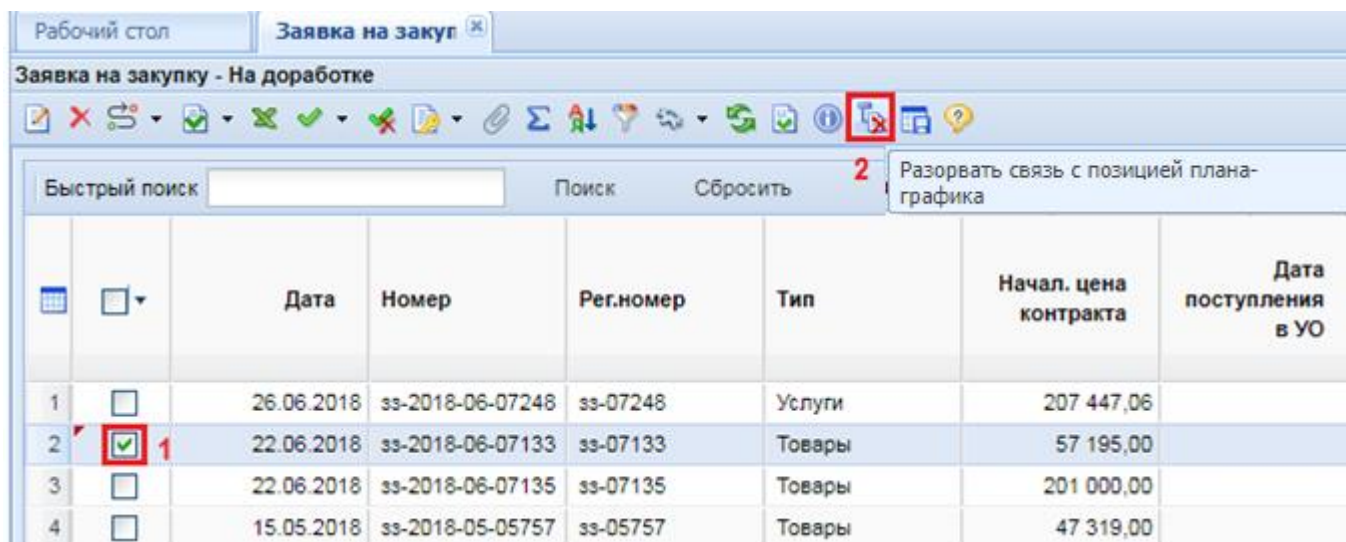 Рабочий стол Заявка на закуп
Заявка на закупку - На доработке
2 Разорвать связь с позицией плана-
графика
Быстрый поиск Поиск Сбросить
Дата Номер Рег.номер Тип Начал. цена контракта Дата поступления в УО
1 26.06.2018 зз-2018-06-07248 зз-07248 Услуги 207 447,06
2 1 22.06.2018 зз-2018-06-07133 зз-07133 Товары 57 195,00
3 22.06.2018 зз-2018-06-07135 зз-07135 Товары 201 000,00
4 15.05.2018 зз-2018-05-05757 зз-05757 Товары 47 319,00